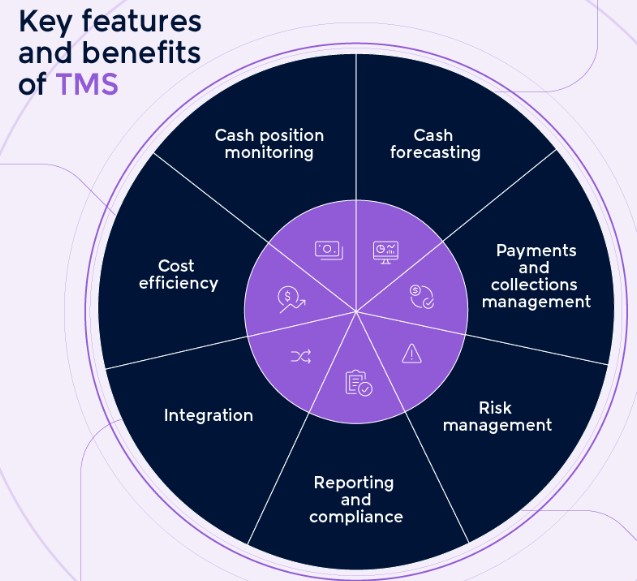 Key features
and benefits
of TMS
Cash position
monitoring
Cash
forecasting
Payments
and
collections
management
Risk
management
Reporting
and
compliance
Integration
Cost
efficiency